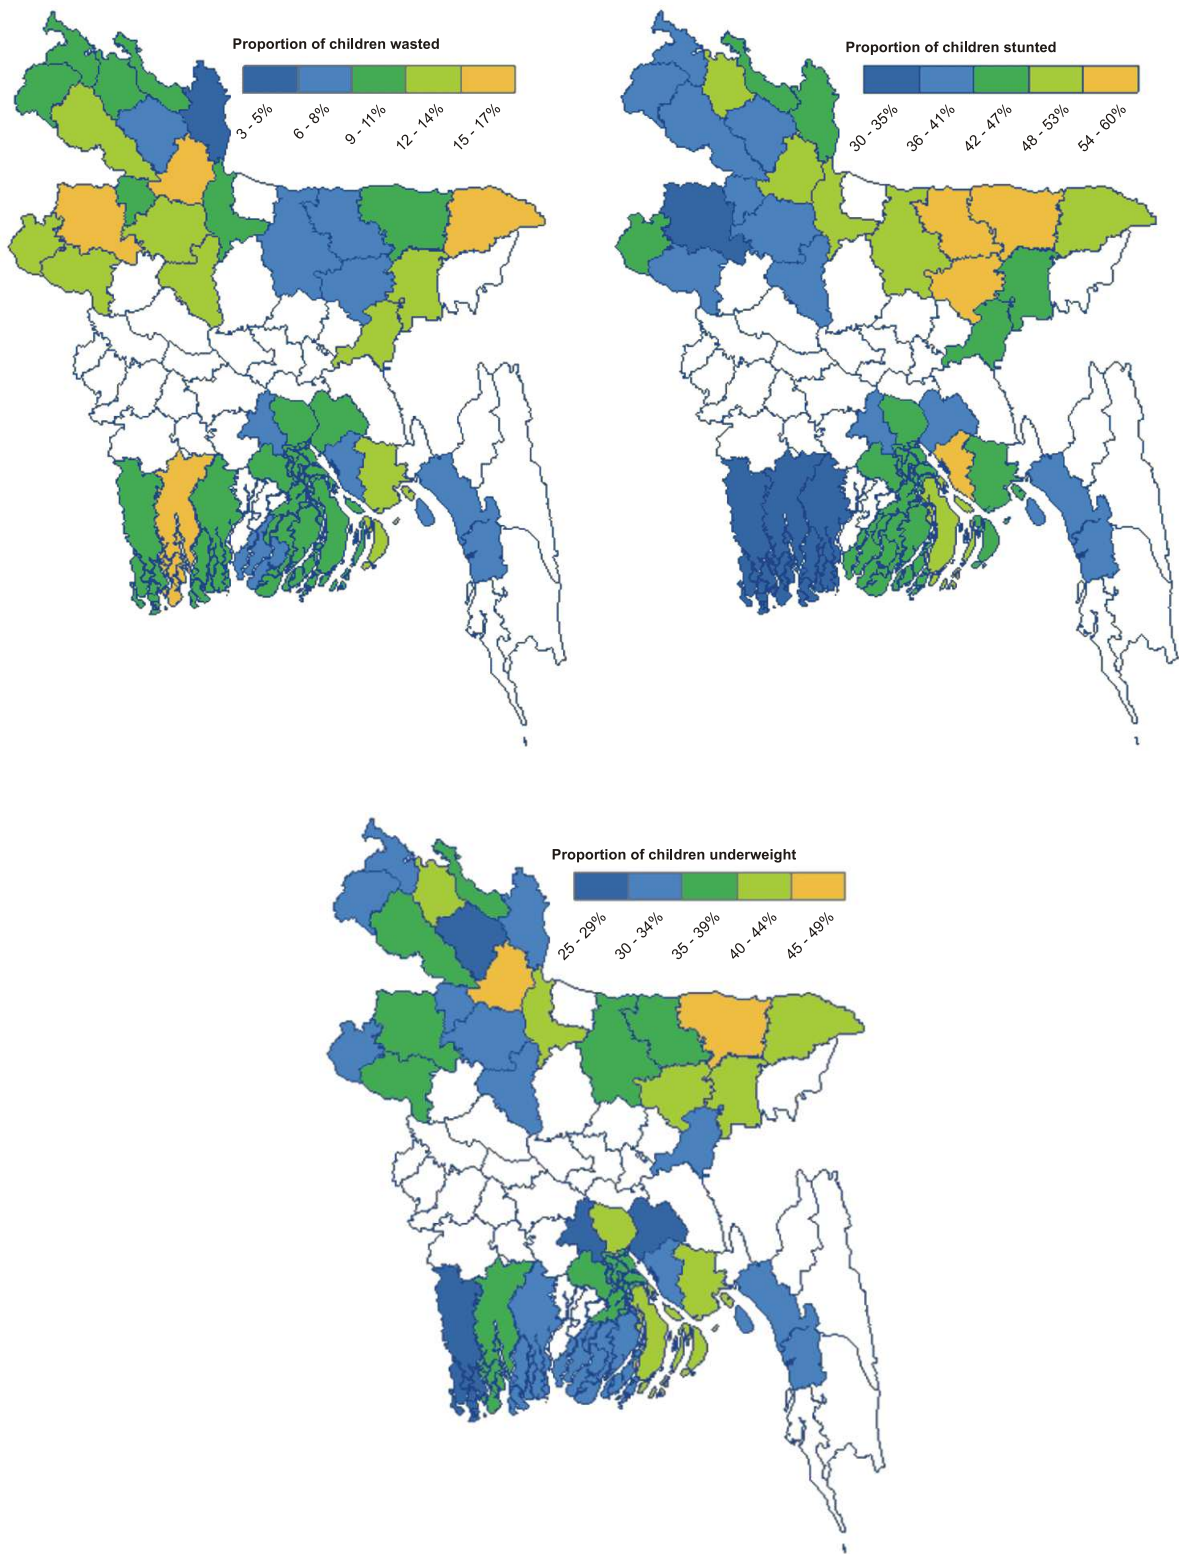 Proportion of children wasted
3 - 5%
6 - 8%
9 - 11%
12 - 14%
15 - 17%
Proportion of children stunted
30 - 35%
36 - 41%
42 - 47%
48 - 53%
54 - 60%
Proportion of children underweight
25 - 29%
30 - 34%
35 - 39%
40 - 44%
45 - 49%